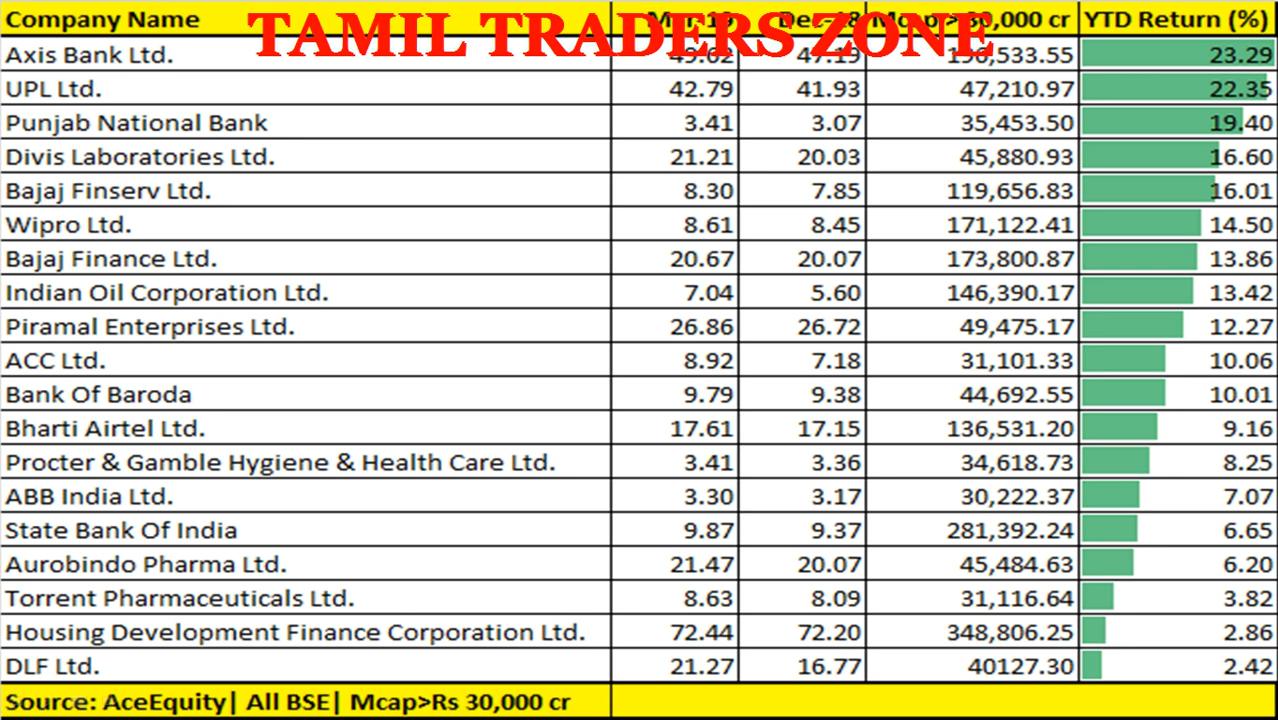 TAMIL TRADERS ZONE
Company Name Mcap>30,000 cr YTD Return (%)
Axis Bank Ltd. 23.29
UPL Ltd. 42.79 41.93 47,210.97 22.35
Punjab National Bank 3.41 3.07 35,453.50 19.40
Divis Laboratories Ltd. 21.21 20.03 45,880.93 16.60
Bajaj Finserv Ltd. 8.30 7.85 119,656.83 16.01
Wipro Ltd. 8.61 8.45 171,122.41 14.50
Bajaj Finance Ltd. 20.67 20.07 173,800.87 13.86
Indian Oil Corporation Ltd. 7.04 5.60 146,390.17 13.42
Piramal Enterprises Ltd. 26.86 26.72 49,475.17 12.27
ACC Ltd. 8.92 7.18 31,101.33 10.06
Bank Of Baroda 9.79 9.38 44,692.55 10.01
Bharti Airtel Ltd. 17.61 17.15 136,531.20 9.16
Procter & Gamble Hygiene & Health Care Ltd. 3.41 3.36 34,618.73 8.25
ABB India Ltd. 3.30 3.17 30,222.37 7.07
State Bank Of India 9.87 9.37 281,392.24 6.65
Aurobindo Pharma Ltd. 21.47 20.07 45,484.63 6.20
Torrent Pharmaceuticals Ltd. 8.63 8.09 31,116.64 3.82
Housing Development Finance Corporation Ltd. 72.44 72.20 348,806.25 2.86
DLF Ltd. 21.27 16.77 40127.30 2.42
Source: AceEquity| All BSE| Mcap>Rs 30,000 cr